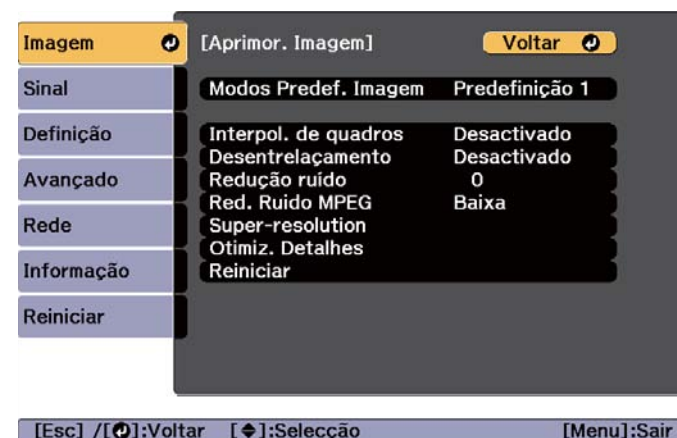 Imagem
[Aprimor. Imagem] Voltar
Sinal
Modos Predef. Imagem Predefinição 1
Definição
Interpol. de quadros Desactivado
Desentrelaçamento Desactivado
Avançado
Redução ruído 0
Red. Ruido MPEG Baixa
Rede
Super-resolution
Otimiz. Detalhes
Informação
Reiniciar
Reiniciar
[Esc] /[ ]:Voltar [ ]:Selecção [Menu]:Sair